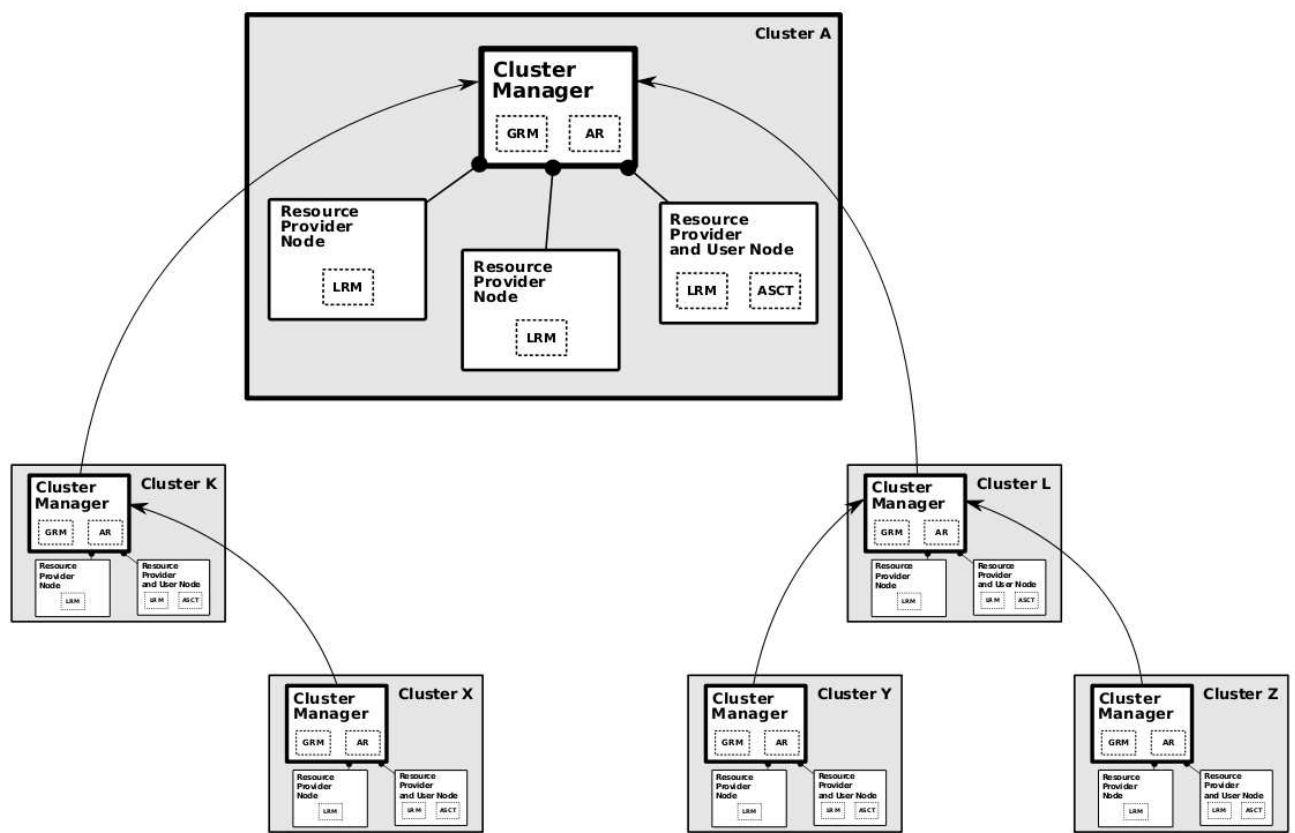 Cluster A
Cluster
Manager
GRM
AR
Resource
Provider
Node
LRM
Resource
Provider
Node
LRM
Resource
Provider
and User Node
LRM
ASCT
Cluster K
Cluster
Manager
GRM
AR
Resource
Provider
Node
LRM
Resource
Provider
and User Node
LRM
ASCT
Cluster L
Cluster
Manager
GRM
AR
Resource
Provider
Node
LRM
Resource
Provider
and User Node
LRM
ASCT
Cluster X
Cluster
Manager
GRM
AR
Resource
Provider
Node
LRM
Resource
Provider
and User Node
LRM
ASCT
Cluster Y
Cluster
Manager
GRM
AR
Resource
Provider
Node
LRM
Resource
Provider
and User Node
LRM
ASCT
Cluster Z
Cluster
Manager
GRM
AR
Resource
Provider
Node
LRM
Resource
Provider
and User Node
LRM
ASCT